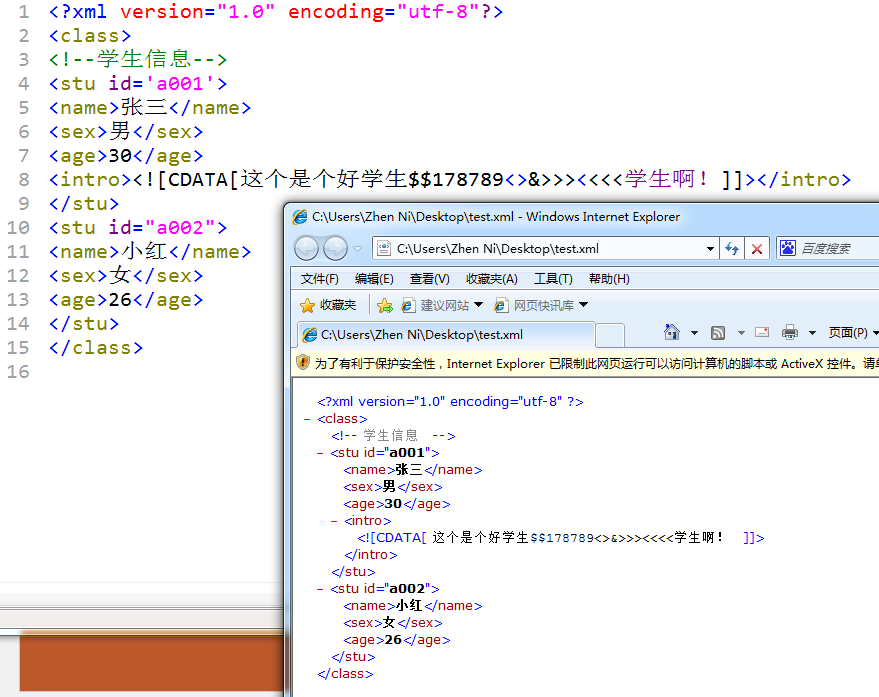 1 <?xml version="1.0" encoding="utf-8"?>
2 <class>
3 <!--学生信息-->
4 <stu id='a001'>
5 <name>张三</name>
6 <sex>男</sex>
7 <age>30</age>
8 <intro><![CDATA[这个是个好学生$$178789<>&>>><<<<学生啊！]]></intro>
9 </stu>
10 <stu id="a002">
11 <name>小红</name>
12 <sex>女</sex>
13 <age>26</age>
14 </stu>
15 </class>
16
C:\Users\Zhen Ni\Desktop\test.xml - Windows Internet Explorer
C:\Users\Zhen Ni\Desktop\test.xml 百度搜索
文件(F) 编辑(E) 查看(V) 收藏夹(A) 工具(T) 帮助(H)
收藏夹 建议网站 网页快讯库
C:\Users\Zhen Ni\Desktop\test.xml 页面(P)
为了有利于保护安全性，Internet Explorer 已限制此网页运行可以访问计算机的脚本或 ActiveX 控件。请单
<?xml version="1.0" encoding="utf-8" ?>
- <class>
<!-- 学生信息 -->
- <stu id="a001">
<name>张三</name>
<sex>男</sex>
<age>30</age>
- <intro>
<![CDATA[ 这个是个好学生$$178789<>&>>><<<<学生啊！ ]]>
</intro>
</stu>
- <stu id="a002">
<name>小红</name>
<sex>女</sex>
<age>26</age>
</stu>
</class>